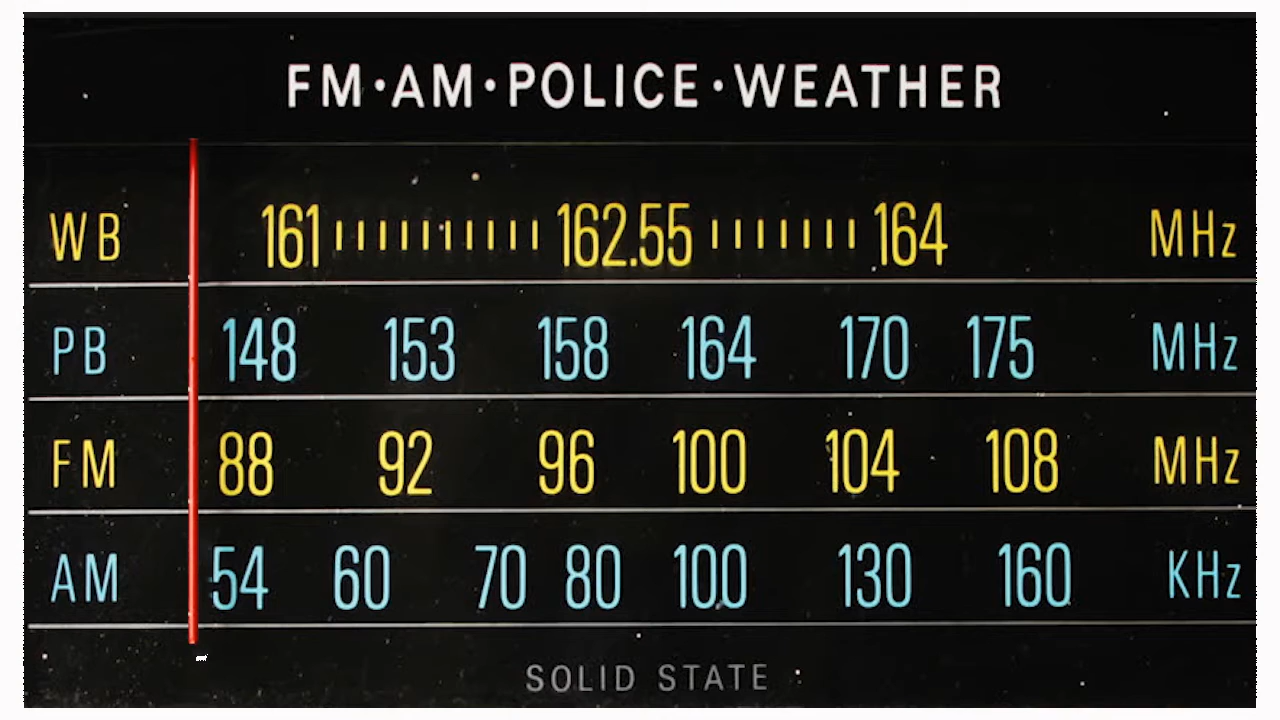 FM·AM·POLICE·WEATHER
WB 161 162.55 164 MHz
PB 148 153 158 164 170 175 MHz
FM 88 92 96 100 104 108 MHz
AM 54 60 70 80 100 130 160 KHz
SOLID STATE